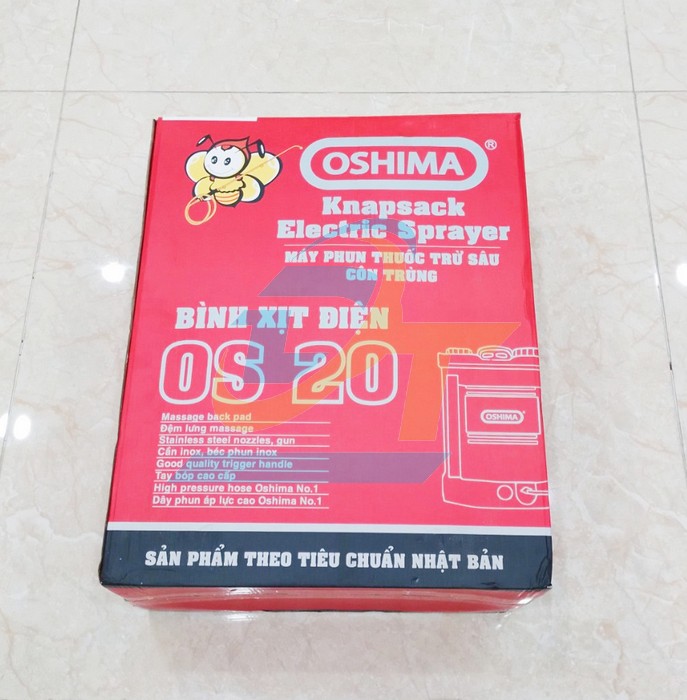 OSHIMA®
Knapsack
Electric Sprayer
MÁY PHUN THUỐC TRỪ SÂU
CÔN TRÙNG
BÌNH XỊT ĐIỆN
OS 20
Massage back pad
Đệm lưng massage
Stainless steel nozzles, gun
Cần inox, béc phun inox
Good quality trigger handle
Tay bóp cao cấp
High pressure hose Oshima No.1
Dây phun áp lực cao Oshima No.1
OSHIMA
SẢN PHẨM THEO TIÊU CHUẨN NHẬT BẢN